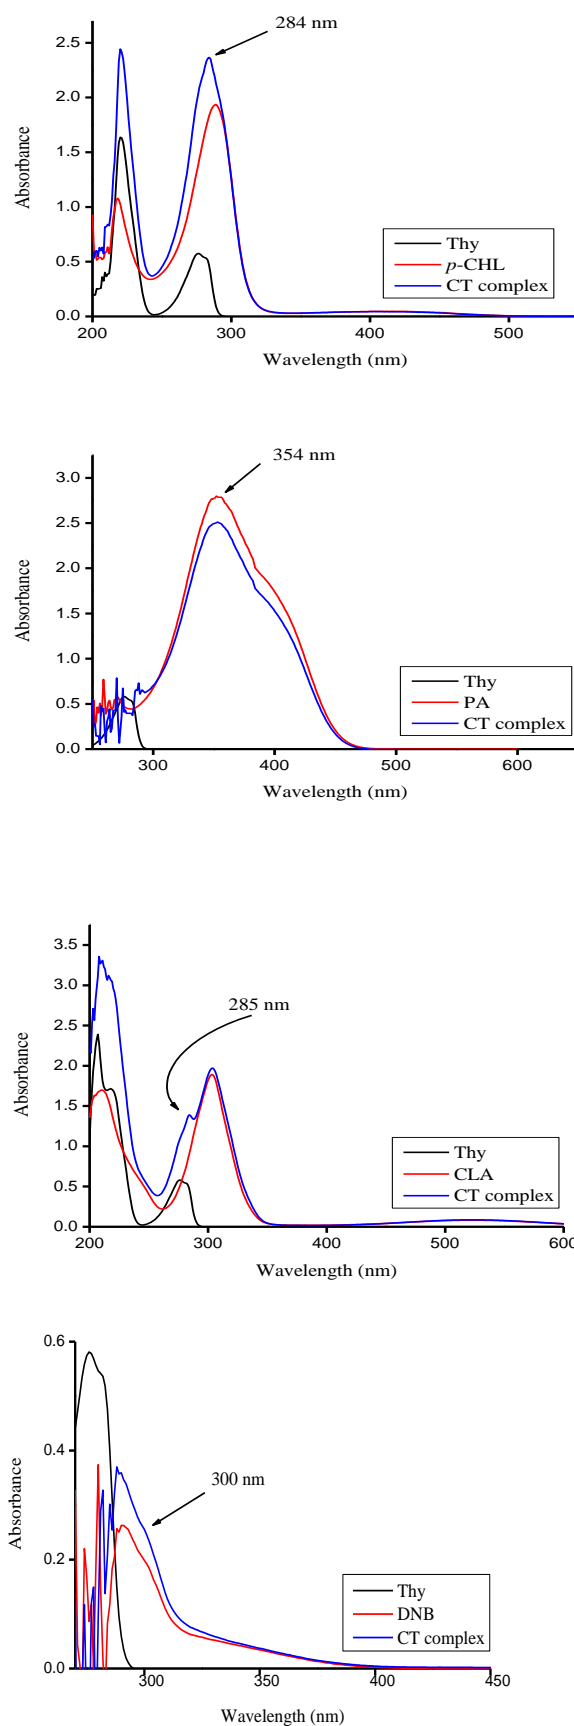 284 nm
2.5
2.0
Absorbance
1.5
1.0
0.5
0.0
Thy
p-CHL
CT complex
200
300
400
500
Wavelength (nm)
354 nm
3.0
2.5
2.0
Absorbance
1.5
1.0
0.5
0.0
Thy
PA
CT complex
300
400
500
600
Wavelength (nm)
3.5
3.0
285 nm
2.5
2.0
Absorbance
1.5
1.0
0.5
0.0
Thy
CLA
CT complex
200
300
400
500
600
Wavelength (nm)
0.6
0.4
Absorbance
300 nm
0.2
0.0
Thy
DNB
CT complex
300
350
400
450
Wavelength (nm)